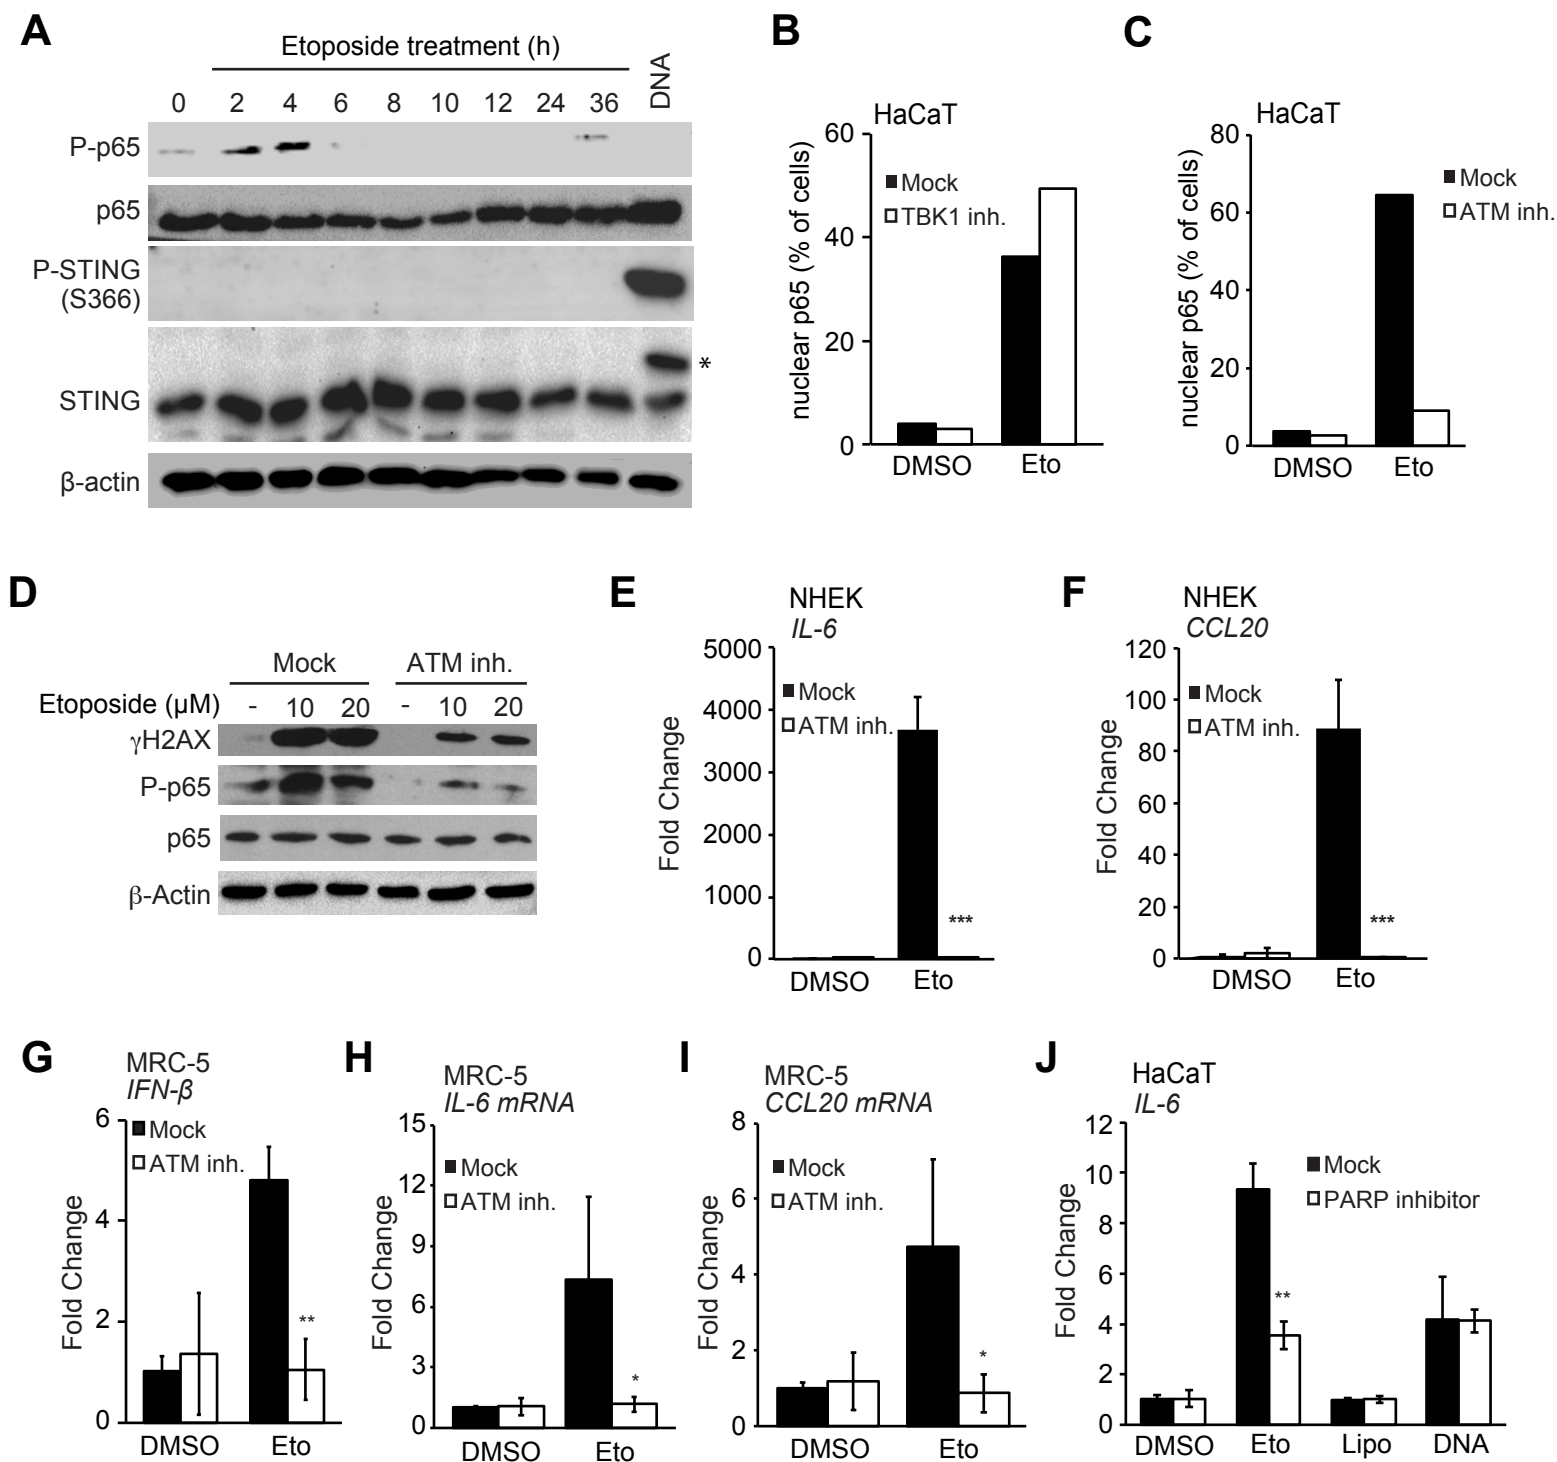 A
Etoposide treatment (h)
0 2 4 6 8 10 12 24 36 DNA
P-p65
p65
P-STING
(S366)
STING
*
β-actin
B
HaCaT
nuclear p65 (% of cells)
60
40
20
0
Mock
TBK1 inh.
DMSO Eto
C
HaCaT
nuclear p65 (% of cells)
80
60
40
20
0
Mock
ATM inh.
DMSO Eto
D
Mock ATM inh.
Etoposide (µM) - 10 20 - 10 20
γH2AX
P-p65
p65
β-Actin
E
NHEK
IL-6
Fold Change
5000
4000
3000
2000
1000
0
Mock
ATM inh.
***
DMSO Eto
F
NHEK
CCL20
Fold Change
120
100
80
60
40
20
0
Mock
ATM inh.
***
DMSO Eto
G
MRC-5
IFN-β
Fold Change
6
4
2
0
Mock
ATM inh.
**
DMSO Eto
H
MRC-5
IL-6 mRNA
Fold Change
15
12
9
6
3
0
Mock
ATM inh.
*
DMSO Eto
I
MRC-5
CCL20 mRNA
Fold Change
8
6
4
2
0
Mock
ATM inh.
*
DMSO Eto
J
HaCaT
IL-6
Fold Change
12
10
8
6
4
2
0
Mock
PARP inhibitor
**
DMSO Eto Lipo DNA